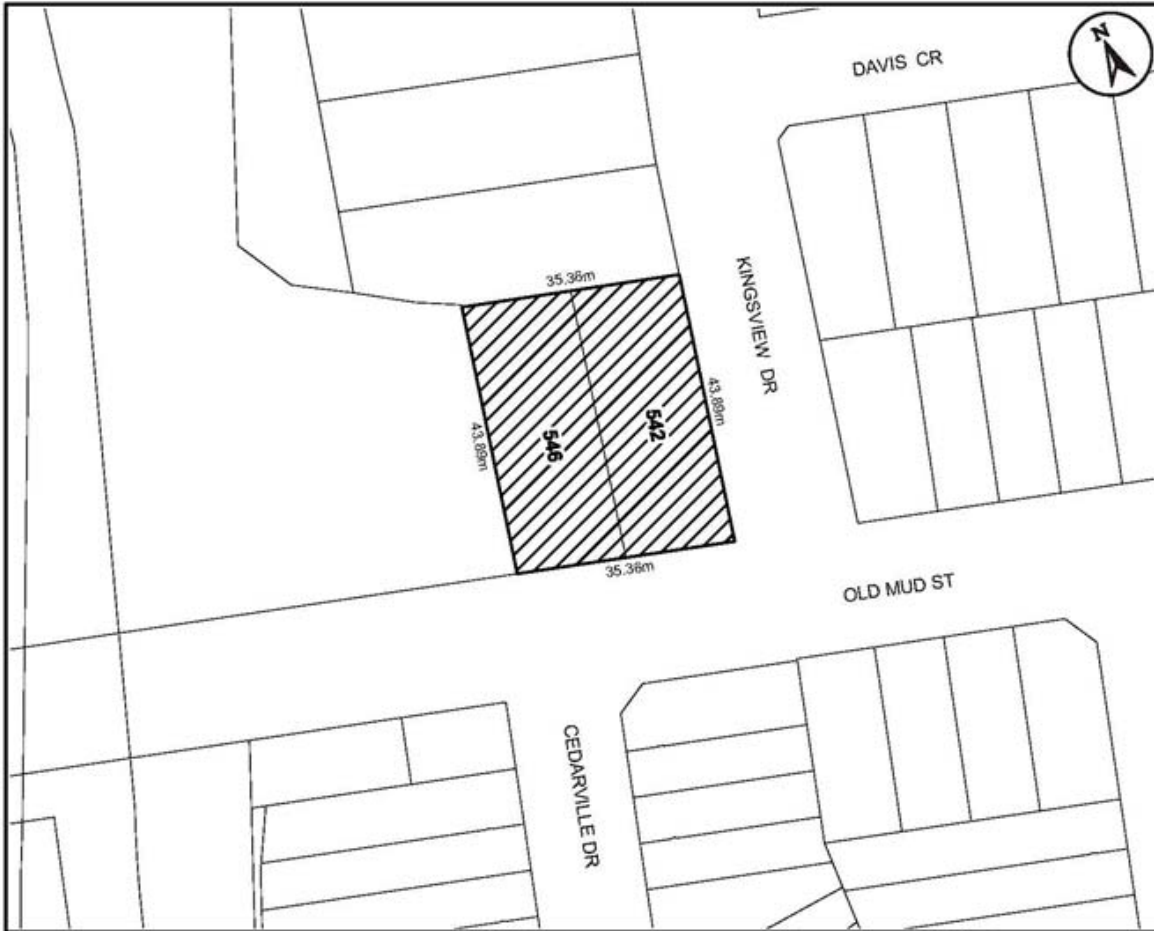 N
DAVIS CR
KINGSVIEW DR
35.36m
43.89m
542
546
43.89m
35.36m
OLD MUD ST
CEDARVILLE DR